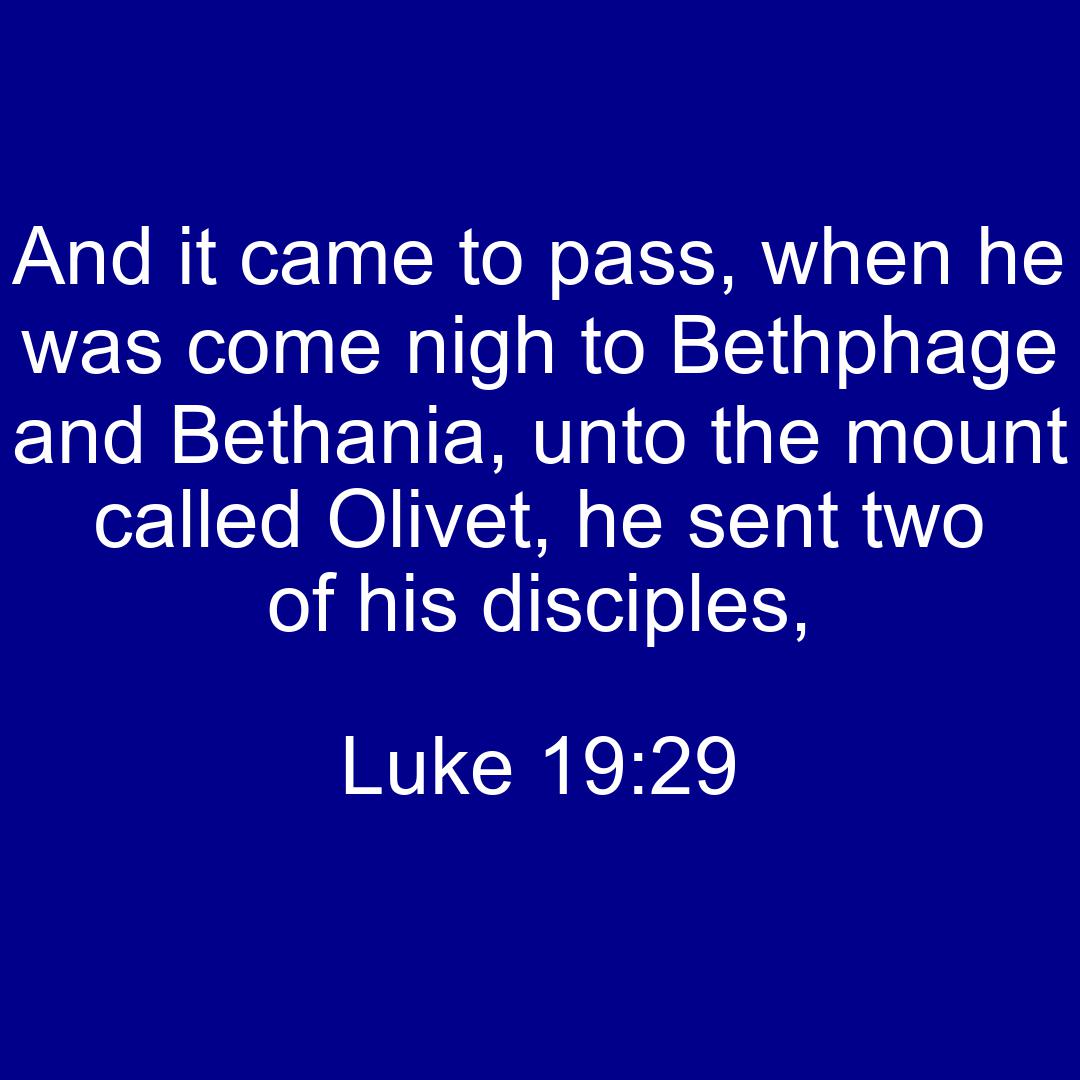 And it came to pass, when he
was come nigh to Bethphage
and Bethania, unto the mount
called Olivet, he sent two
of his disciples,
Luke 19:29